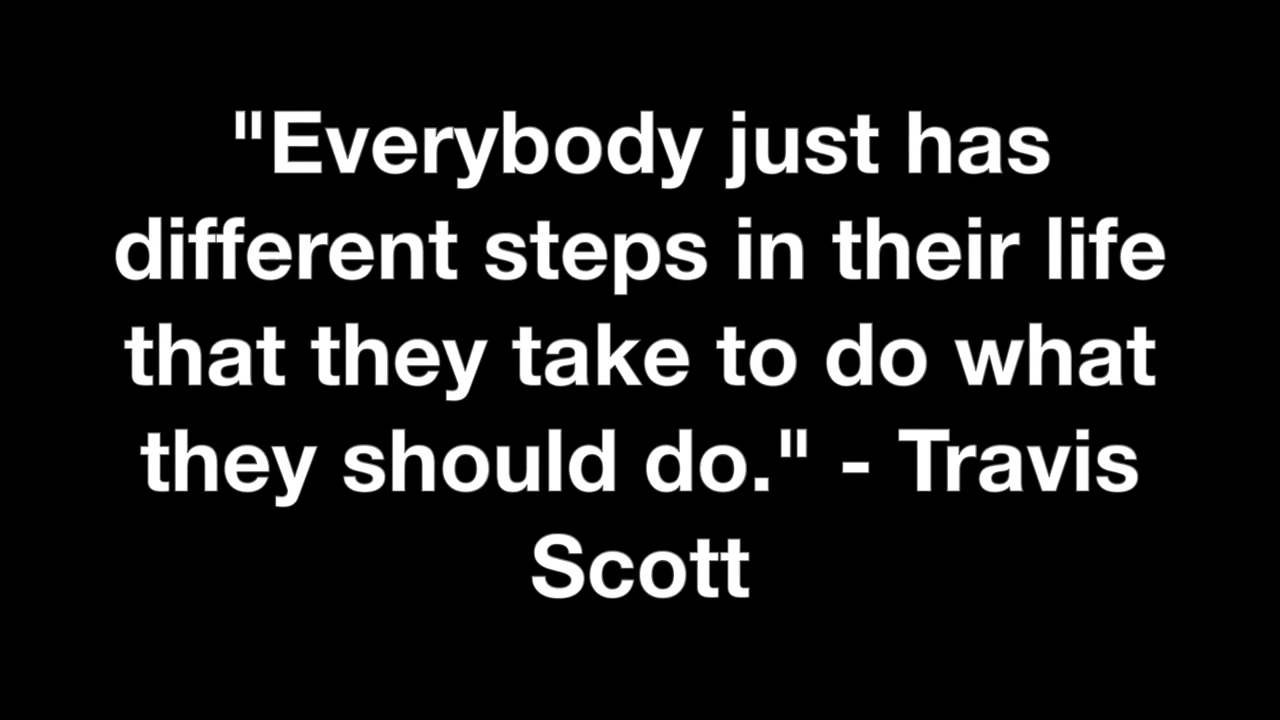 "Everybody just has
different steps in their life
that they take to do what
they should do." - Travis
Scott